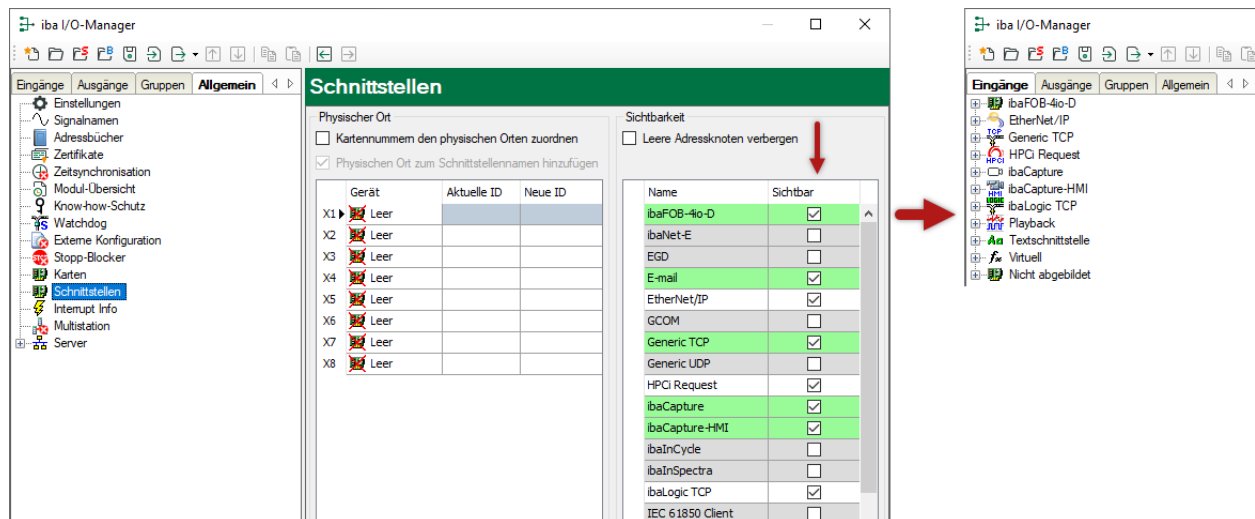 iba I/O-Manager
Eingänge Ausgänge Gruppen Allgemein
Einstellungen
Signalnamen
Adressbücher
Zertifikate
Zeitsynchronisation
Modul-Übersicht
Know-how-Schutz
Watchdog
Externe Konfiguration
Stopp-Blocker
Karten
Schnittstellen
Interrupt Info
Multistation
Server
Schnittstellen
Physischer Ort
Kartennummern den physischen Orten zuordnen
Physischen Ort zum Schnittstellennamen hinzufügen
Gerät Aktuelle ID Neue ID
X1 Leer
X2 Leer
X3 Leer
X4 Leer
X5 Leer
X6 Leer
X7 Leer
X8 Leer
Sichtbarkeit
Leere Adressknoten verbergen
Name Sichtbar
ibaFOB-4io-D
ibaNet-E
EGD
E-mail
EtherNet/IP
GCOM
Generic TCP
Generic UDP
HPCi Request
ibaCapture
ibaCapture-HMI
ibaInCycle
ibaInSpectra
ibaLogic TCP
IEC 61850 Client
iba I/O-Manager
Eingänge Ausgänge Gruppen Allgemein
ibaFOB-4io-D
EtherNet/IP
Generic TCP
HPCi Request
ibaCapture
ibaCapture-HMI
ibaLogic TCP
Playback
Textschnittstelle
Virtuell
Nicht abgebildet